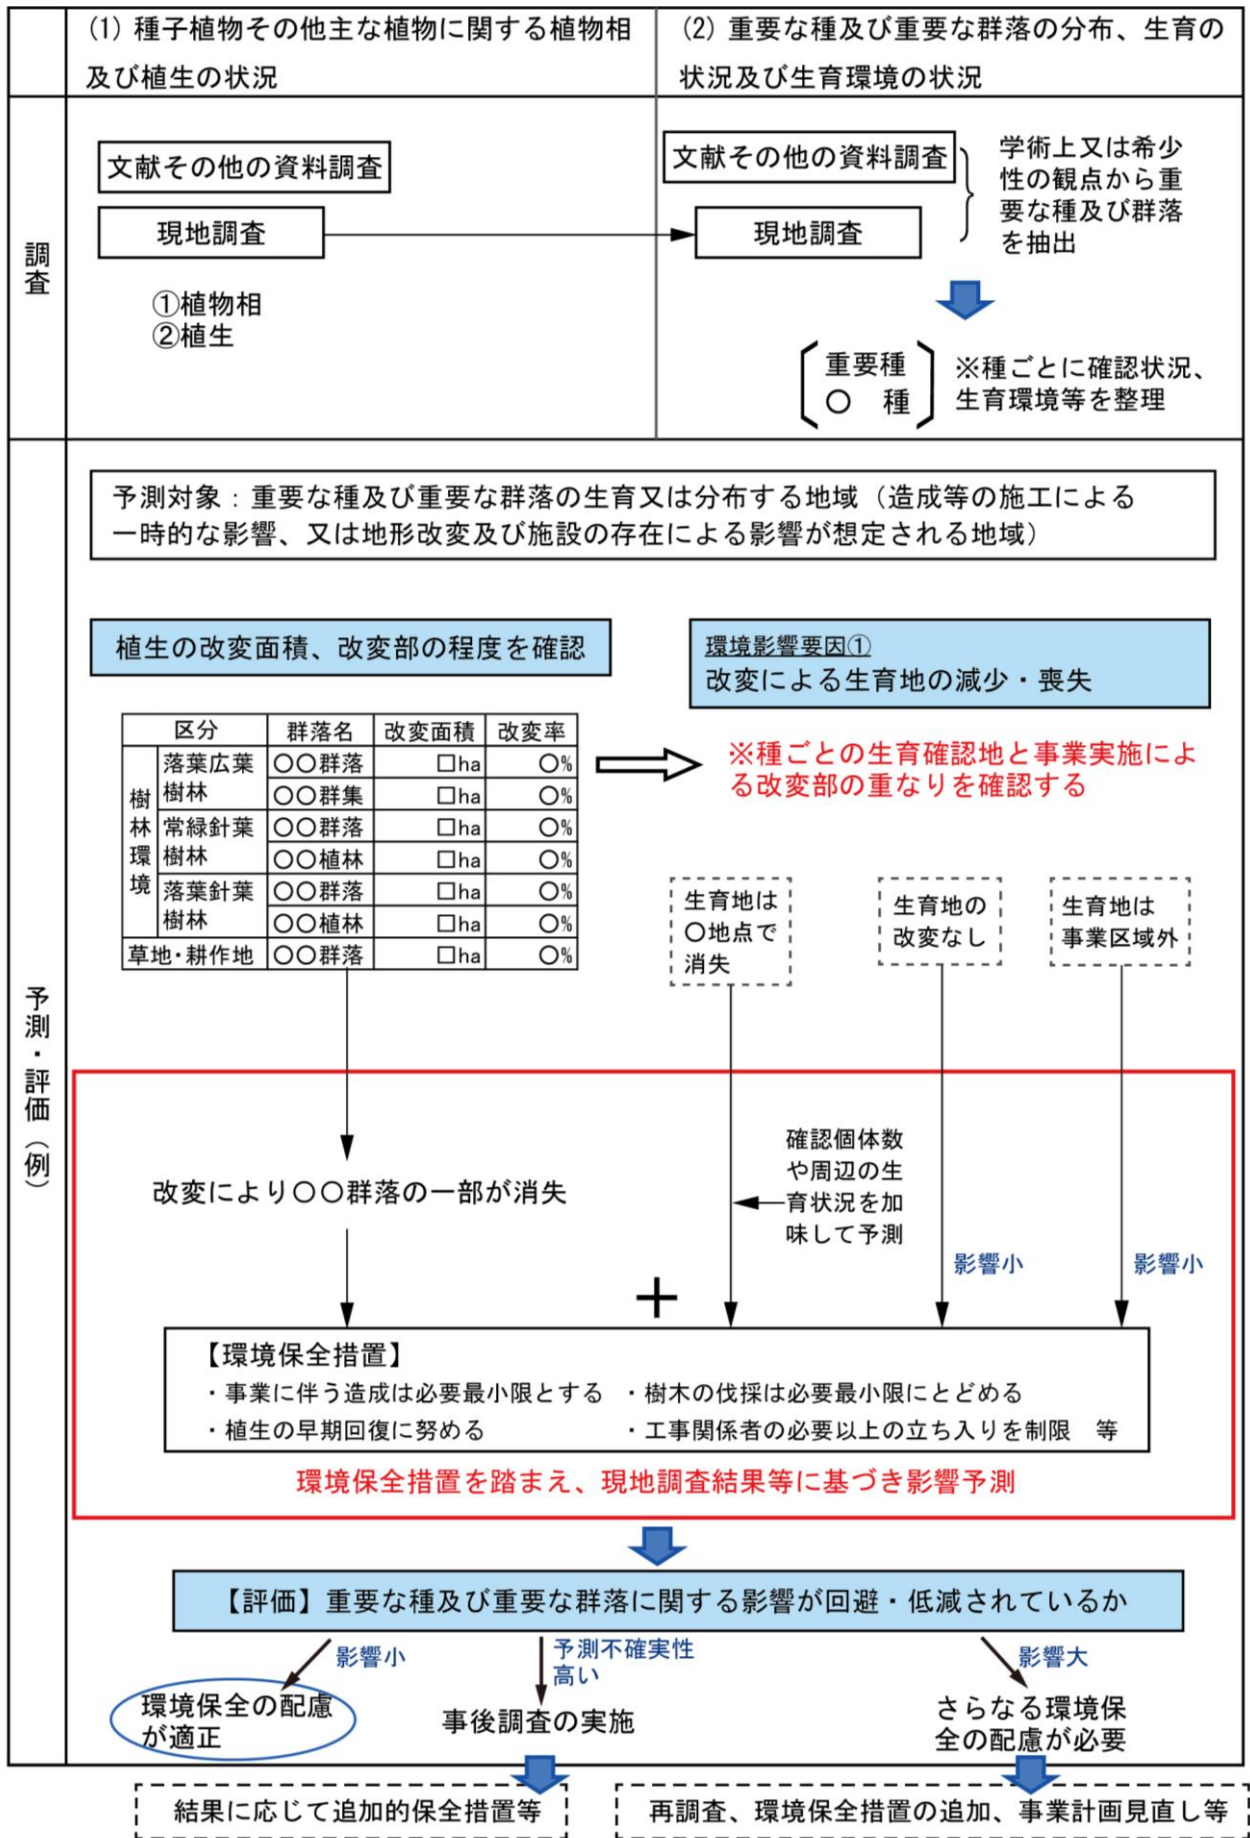 (1) 種子植物その他主な植物に関する植物相
及び植生の状況
(2) 重要な種及び重要な群落の分布、生育の
状況及び生育環境の状況
調査
文献その他の資料調査
現地調査
①植物相
②植生
文献その他の資料調査
現地調査
学術上又は希少
性の観点から重
要な種及び群落
を抽出
重要種
〇 種
※種ごとに確認状況、
生育環境等を整理
予測・評価（例）
予測対象：重要な種及び重要な群落の生育又は分布する地域（造成等の施工による
一時的な影響、又は地形改変及び施設の存在による影響が想定される地域）
植生の改変面積、改変部の程度を確認
環境影響要因①
改変による生育地の減少・喪失
区分 群落名 改変面積 改変率
樹林環境
落葉広葉
樹林
〇〇群落 □ha 〇%
〇〇群集 □ha 〇%
常緑針葉
樹林
〇〇群落 □ha 〇%
〇〇植林 □ha 〇%
落葉針葉
樹林
〇〇群落 □ha 〇%
〇〇植林 □ha 〇%
草地・耕作地 〇〇群落 □ha 〇%
※種ごとの生育確認地と事業実施によ
る改変部の重なりを確認する
生育地は
〇地点で
消失
生育地の
改変なし
生育地は
事業区域外
改変により〇〇群落の一部が消失
確認個体数
や周辺の生
育状況を加
味して予測
影響小
影響小
＋
【環境保全措置】
・事業に伴う造成は必要最小限とする ・樹木の伐採は必要最小限にとどめる
・植生の早期回復に努める ・工事関係者の必要以上の立ち入りを制限 等
環境保全措置を踏まえ、現地調査結果等に基づき影響予測
【評価】重要な種及び重要な群落に関する影響が回避・低減されているか
影響小
予測不確実性
高い
影響大
環境保全の配慮
が適正
事後調査の実施
さらなる環境保
全の配慮が必要
結果に応じて追加的保全措置等
再調査、環境保全措置の追加、事業計画見直し等